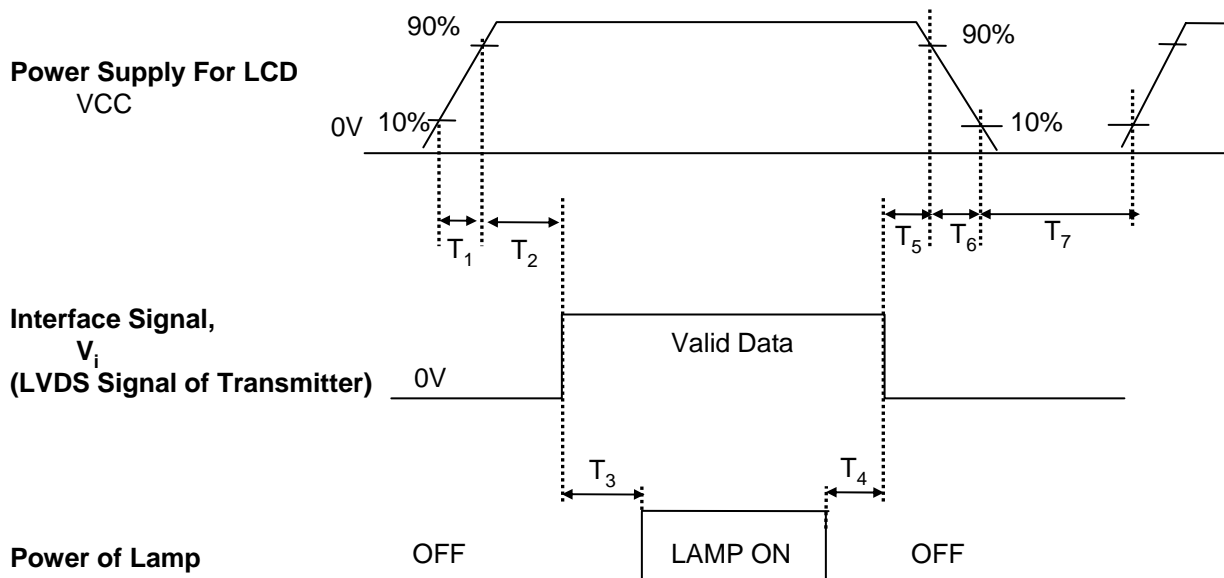 90%
90%
Power Supply For LCD
VCC
0V
10%
10%
T1
T2
T5
T6
T7
Interface Signal,
Vi
(LVDS Signal of Transmitter)
Valid Data
0V
T3
T4
Power of Lamp
OFF
LAMP ON
OFF